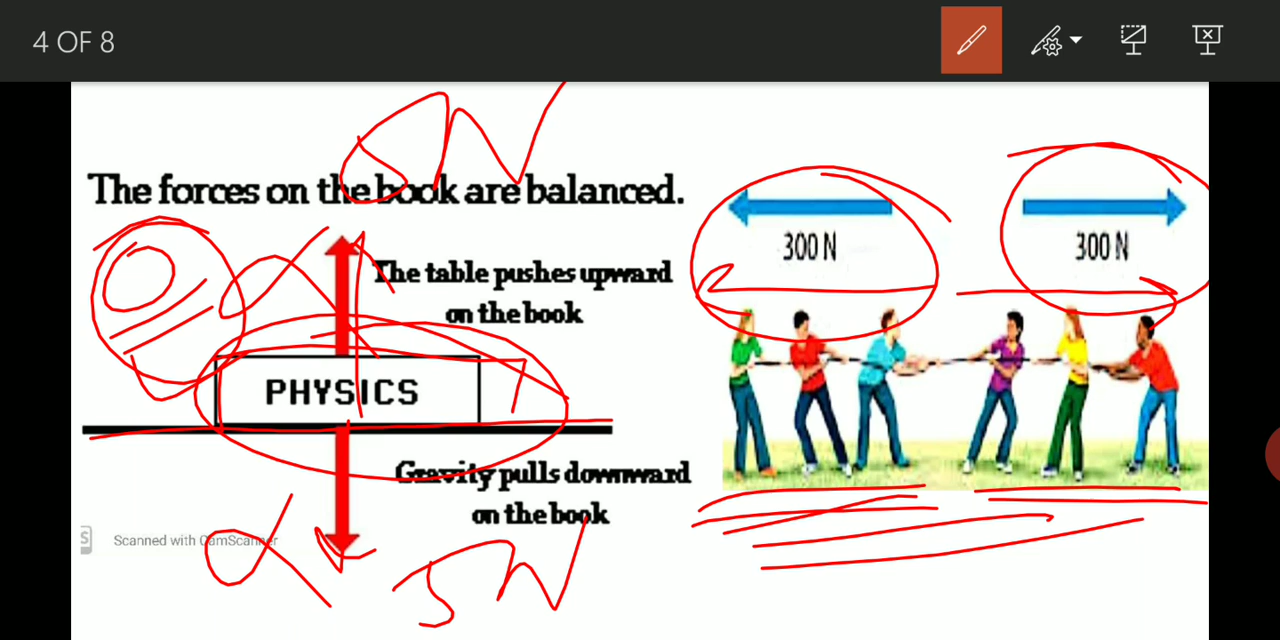 4 OF 8
5N
The forces on the book are balanced.
300 N
300 N
The table pushes upward
on the book
PHYSICS
Gravity pulls downward
on the book
Scanned with CamScanner
5N